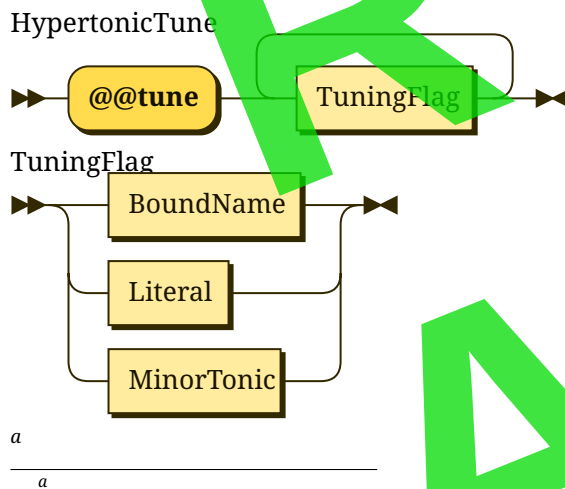 HypertonicTune
@@tune
TuningFlag
TuningFlag
BoundName
Literal
MinorTonic
a
a